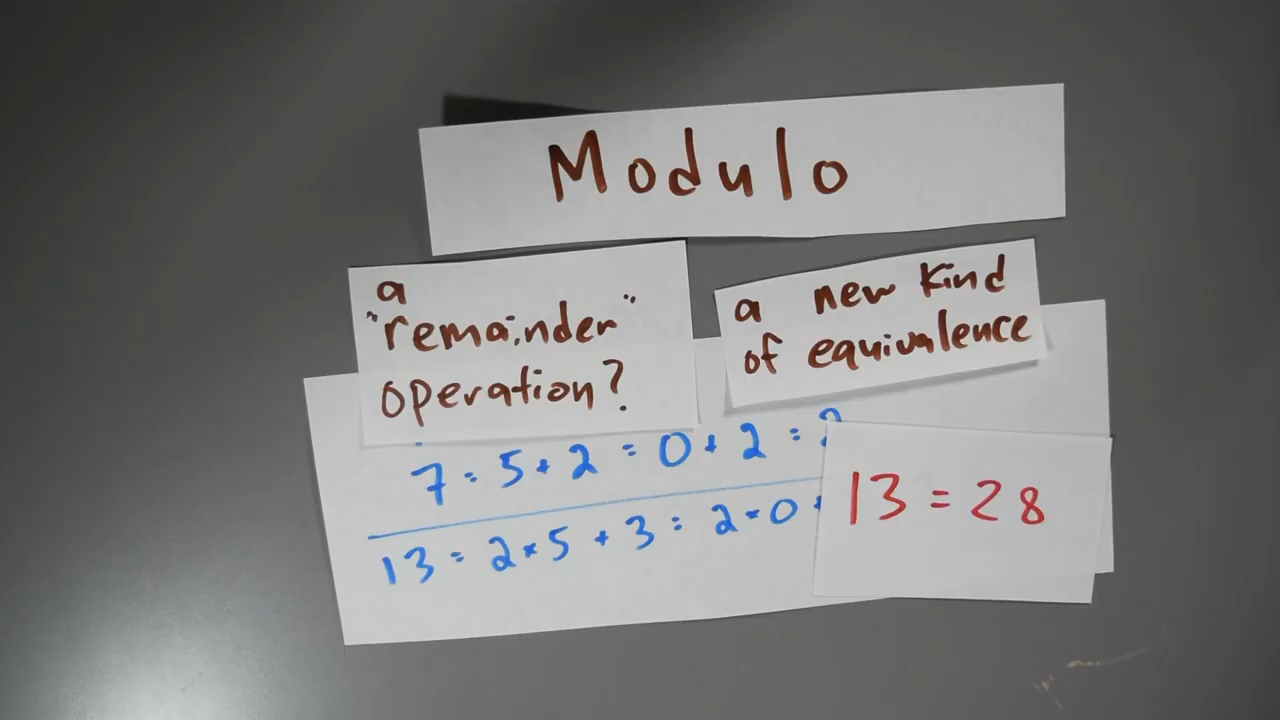 Modulo
a
"remainder"
operation?
a new kind
of equivalence
7 = 5 + 2 = 0 + 2 = 2
13 = 2 * 5 + 3 = 2 * 0 +
13 = 28